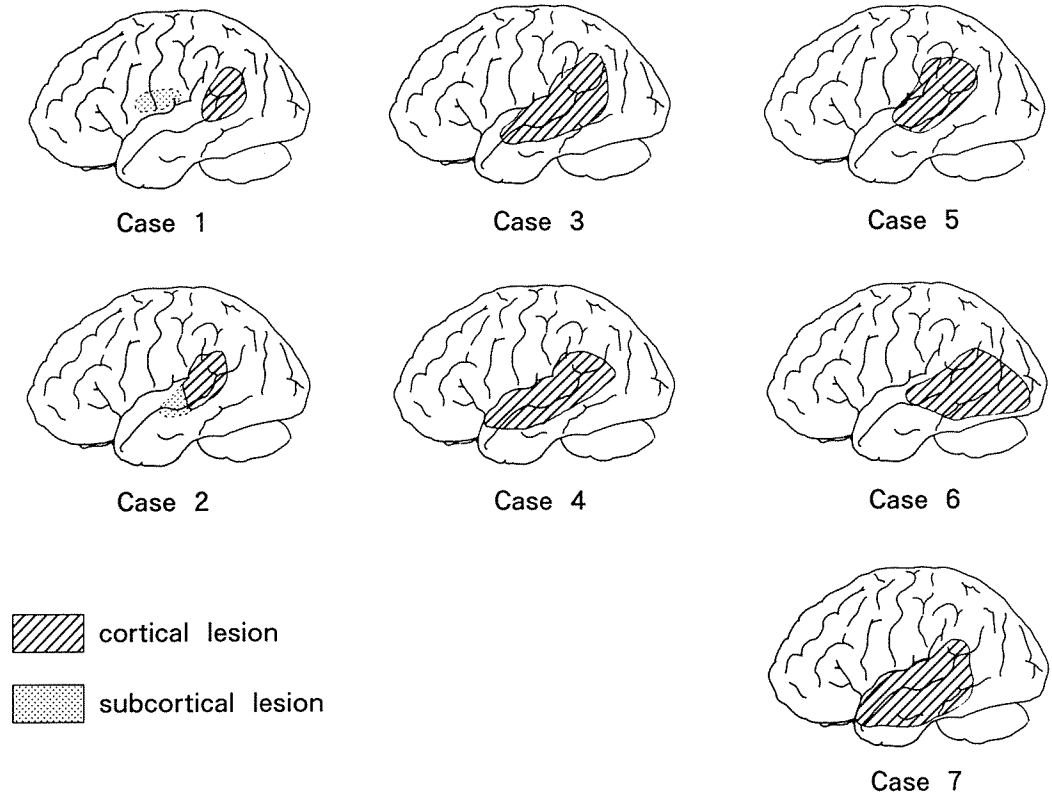 Case 1
Case 3
Case 5
Case 2
Case 4
Case 6
cortical lesion
subcortical lesion
Case 7